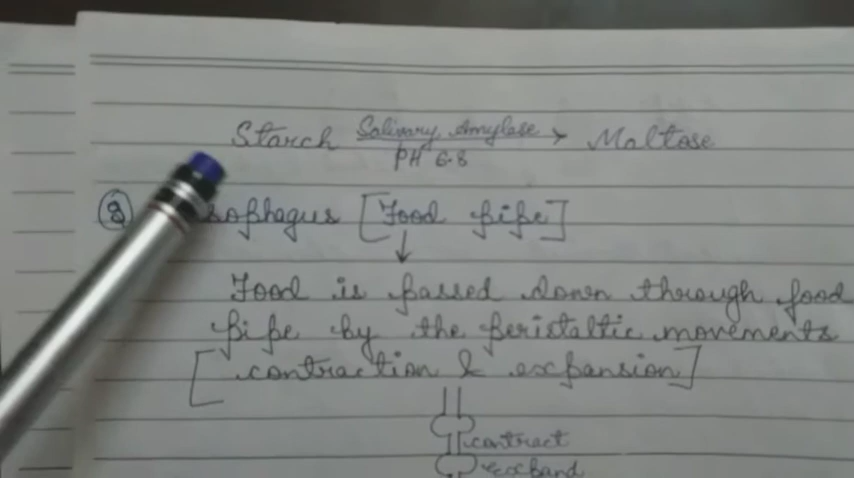 Starch Salivary Amylase → Maltose
PH 6.8
8 sophagus [Food pipe]
↓
Food is passed down through food
pipe by the peristaltic movements
[contraction & expansion]
contract
expand